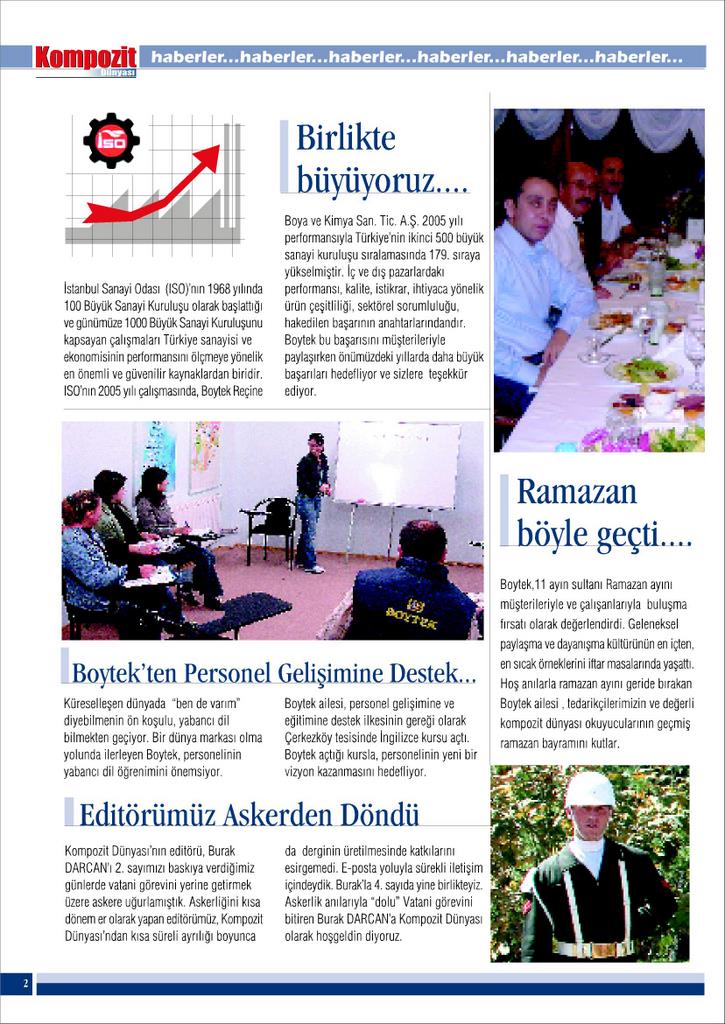 Kompozit
Dünyası
haberler...haberler...haberler...haberler...haberler...haberler...
iso
Birlikte
büyüyoruz....
İstanbul Sanayi Odası (ISO)'nın 1968 yılında
100 Büyük Sanayi Kuruluşu olarak başlattığı
ve günümüze 1000 Büyük Sanayi Kuruluşunu
kapsayan çalışmaları Türkiye sanayisi ve
ekonomisinin performansını ölçmeye yönelik
en önemli ve güvenilir kaynaklardan biridir.
ISO'nın 2005 yılı çalışmasında, Boytek Reçine
Boya ve Kimya San. Tic. A.Ş. 2005 yılı
performansıyla Türkiye'nin ikinci 500 büyük
sanayi kuruluşu sıralamasında 179. sıraya
yükselmiştir. İç ve dış pazarlardakı
performansı, kalite, istikrar, ihtiyaca yönelik
ürün çeşitliliği, sektörel sorumluluğu,
hakedilen başarının anahtarlarındandır.
Boytek bu başarısını müşterileriyle
paylaşırken önümüzdeki yıllarda daha büyük
başarıları hedefliyor ve sizlere teşekkür
ediyor.
BOYTEK
Boytek'ten Personel Gelişimine Destek...
Küreselleşen dünyada "ben de varım"
diyebilmenin ön koşulu, yabancı dil
bilmekten geçiyor. Bir dünya markası olma
yolunda ilerleyen Boytek, personelinin
yabancı dil öğrenimini önemsiyor.
Boytek ailesi, personel gelişimine ve
eğitimine destek ilkesinin gereği olarak
Çerkezköy tesisinde İngilizce kursu açtı.
Boytek açtığı kursla, personelinin yeni bir
vizyon kazanmasını hedefliyor.
Editörümüz Askerden Döndü
Kompozit Dünyası'nın editörü, Burak
DARCAN'ı 2. sayımızı baskıya verdiğimiz
günlerde vatani görevini yerine getirmek
üzere askere uğurlamıştık. Askerliğini kısa
dönem er olarak yapan editörümüz, Kompozit
Dünyası'ndan kısa süreli ayrılığı boyunca
da derginin üretilmesinde katkılarını
esirgemedi. E-posta yoluyla sürekli iletişim
içindeydik. Burak'la 4. sayıda yine birlikteyiz.
Askerlik anılarıyla "dolu" Vatani görevini
bitiren Burak DARCAN'a Kompozit Dünyası
olarak hoşgeldin diyoruz.
Ramazan
böyle geçti....
Boytek,11 ayın sultanı Ramazan ayını
müşterileriyle ve çalışanlarıyla buluşma
fırsatı olarak değerlendirdi. Geleneksel
paylaşma ve dayanışma kültürünün en içten,
en sıcak örneklerini iftar masalarında yaşattı.
Hoş anılarla ramazan ayını geride bırakan
Boytek ailesi , tedarikçilerimizin ve değerli
kompozit dünyası okuyucularının geçmiş
ramazan bayramını kutlar.
2